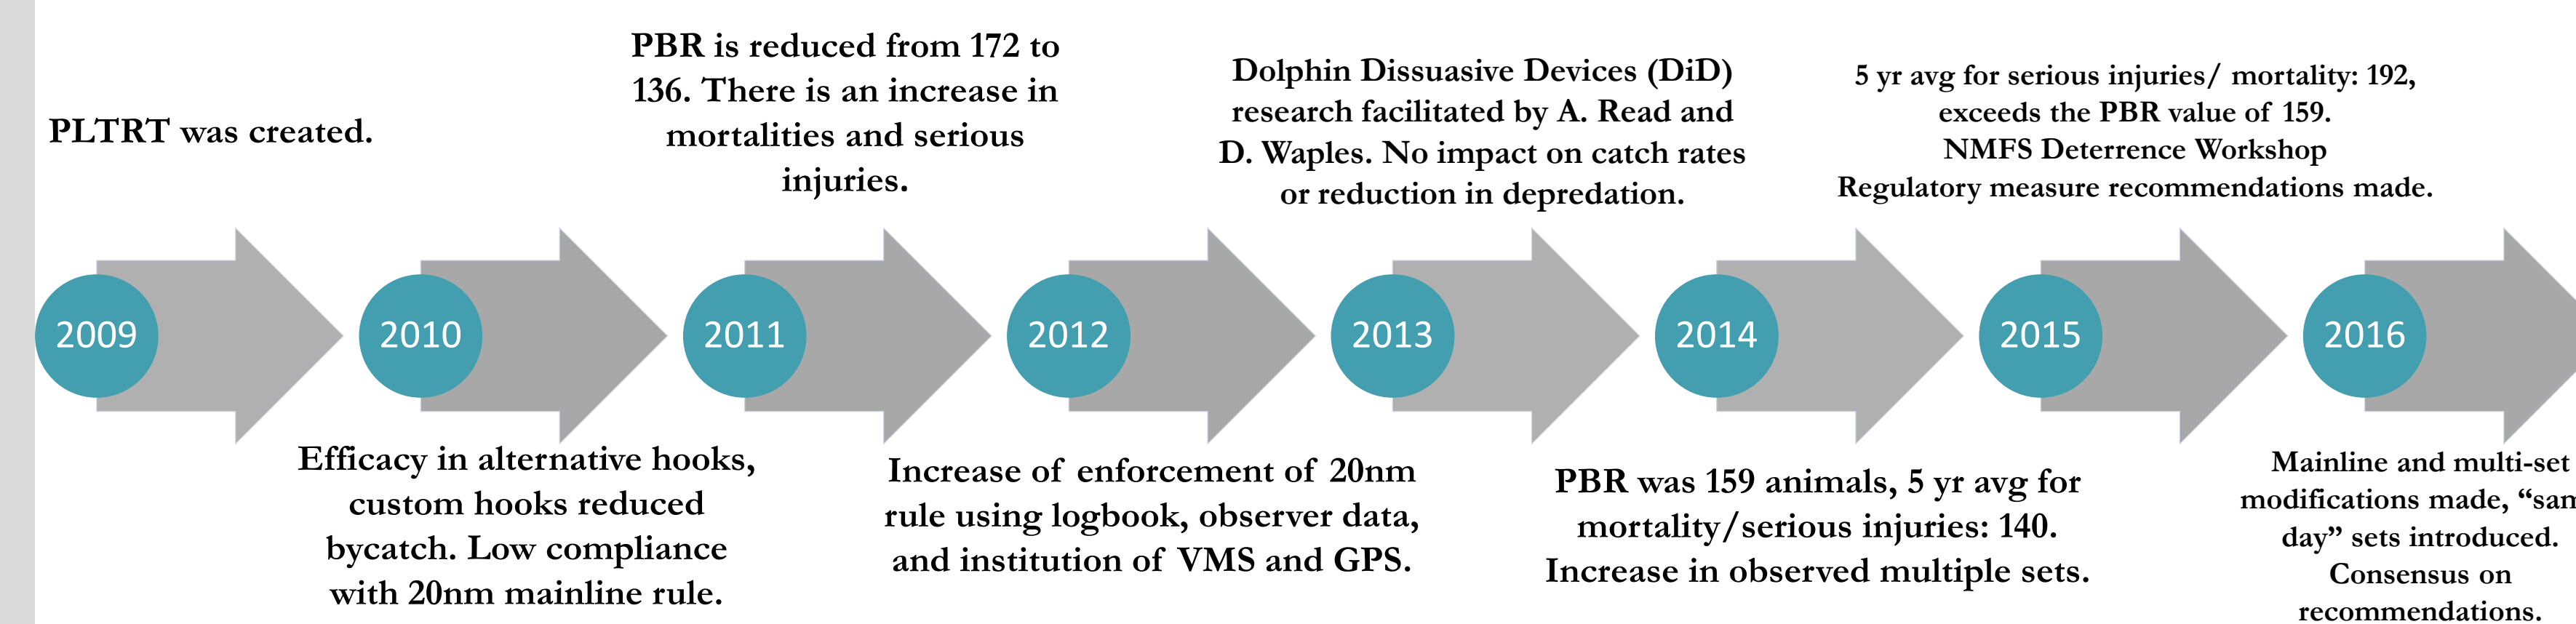 PLTRT was created.
PBR is reduced from 172 to
136. There is an increase in
mortalities and serious
injuries.
Dolphin Dissuasive Devices (DiD)
research facilitated by A. Read and
D. Waples. No impact on catch rates
or reduction in depredation.
5 yr avg for serious injuries/ mortality: 192,
exceeds the PBR value of 159.
NMFS Deterrence Workshop
Regulatory measure recommendations made.
2009
2010
2011
2012
2013
2014
2015
2016
Efficacy in alternative hooks,
custom hooks reduced
bycatch. Low compliance
with 20nm mainline rule.
Increase of enforcement of 20nm
rule using logbook, observer data,
and institution of VMS and GPS.
PBR was 159 animals, 5 yr avg for
mortality/serious injuries: 140.
Increase in observed multiple sets.
Mainline and multi-set
modifications made,
day” sets introduced.
Consensus on
recommendations.